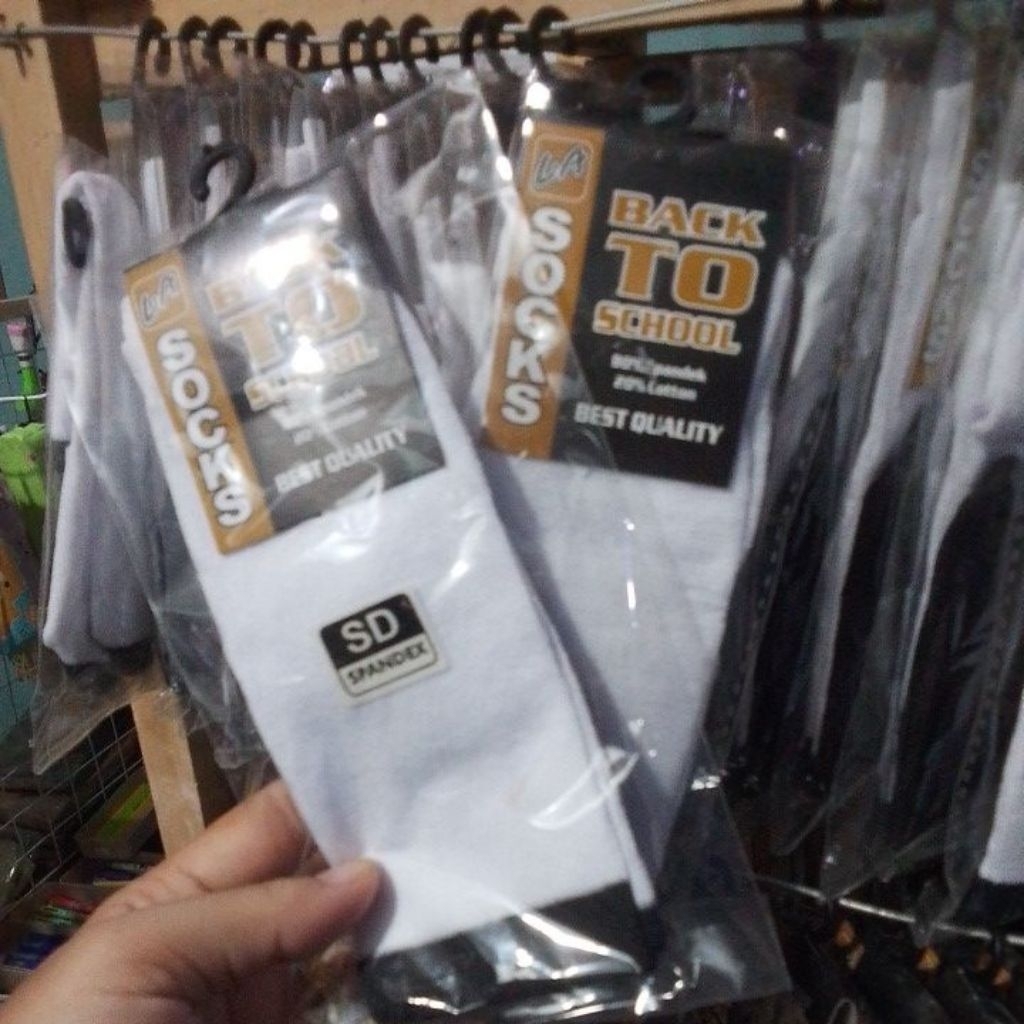 LA
SOCKS
BACK
TO
SCHOOL
BEST QUALITY
SD
SPANDEX
LA
SOCKS
BACK
TO
SCHOOL
20% Cotton
BEST QUALITY